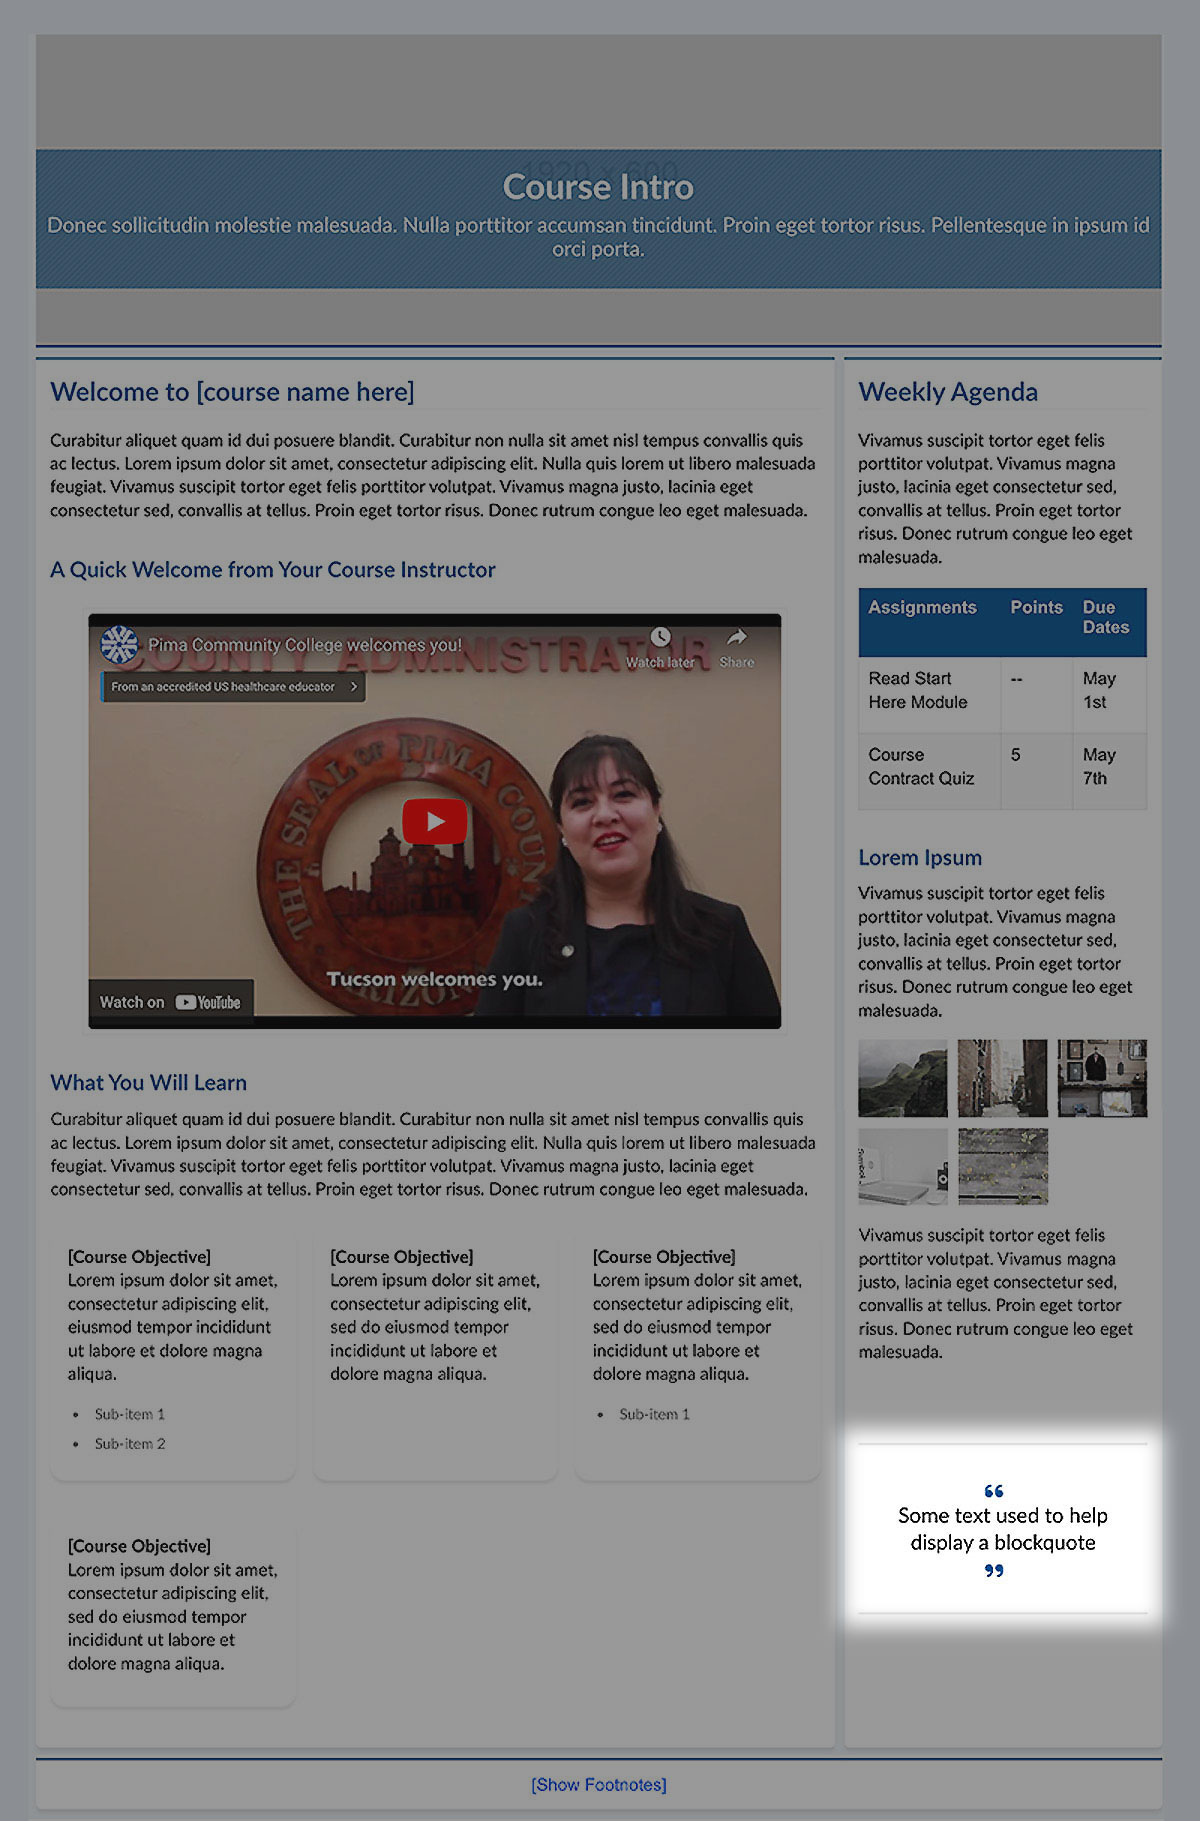 1920 x 600
Course Intro
Donec sollicitudin molestie malesuada. Nulla porttitor accumsan tincidunt. Proin eget tortor risus. Pellentesque in ipsum id
orci porta.
Welcome to [course name here]
Curabitur aliquet quam id dui posuere blandit. Curabitur non nulla sit amet nisl tempus convallis quis
ac lectus. Lorem ipsum dolor sit amet, consectetur adipiscing elit. Nulla quis lorem ut libero malesuada
feugiat. Vivamus suscipit tortor eget felis porttitor volutpat. Vivamus magna justo, lacinia eget
consectetur sed, convallis at tellus. Proin eget tortor risus. Donec rutrum congue leo eget malesuada.
A Quick Welcome from Your Course Instructor
COUNTY ADMINISTRATOR
Pima Community College welcomes you!
Watch later
Share
From an accredited US healthcare educator
THE SEAL OF PIMA COUN
ARIZONA
Tucson welcomes you.
Watch on YouTube
What You Will Learn
Curabitur aliquet quam id dui posuere blandit. Curabitur non nulla sit amet nisl tempus convallis quis
ac lectus. Lorem ipsum dolor sit amet, consectetur adipiscing elit. Nulla quis lorem ut libero malesuada
feugiat. Vivamus suscipit tortor eget felis porttitor volutpat. Vivamus magna justo, lacinia eget
consectetur sed, convallis at tellus. Proin eget tortor risus. Donec rutrum congue leo eget malesuada.
[Course Objective]
Lorem ipsum dolor sit amet,
consectetur adipiscing elit,
eiusmod tempor incididunt
ut labore et dolore magna
aliqua.
• Sub-item 1
• Sub-item 2
[Course Objective]
Lorem ipsum dolor sit amet,
consectetur adipiscing elit,
sed do eiusmod tempor
incididunt ut labore et
dolore magna aliqua.
[Course Objective]
Lorem ipsum dolor sit amet,
consectetur adipiscing elit,
sed do eiusmod tempor
incididunt ut labore et
dolore magna aliqua.
• Sub-item 1
[Course Objective]
Lorem ipsum dolor sit amet,
consectetur adipiscing elit,
sed do eiusmod tempor
incididunt ut labore et
dolore magna aliqua.
Weekly Agenda
Vivamus suscipit tortor eget felis
porttitor volutpat. Vivamus magna
justo, lacinia eget consectetur sed,
convallis at tellus. Proin eget tortor
risus. Donec rutrum congue leo eget
malesuada.
Assignments Points Due
Dates
Read Start -- May
Here Module 1st
Course 5 May
Contract Quiz 7th
Lorem Ipsum
Vivamus suscipit tortor eget felis
porttitor volutpat. Vivamus magna
justo, lacinia eget consectetur sed,
convallis at tellus. Proin eget tortor
risus. Donec rutrum congue leo eget
malesuada.
Vivamus suscipit tortor eget felis
porttitor volutpat. Vivamus magna
justo, lacinia eget consectetur sed,
convallis at tellus. Proin eget tortor
risus. Donec rutrum congue leo eget
malesuada.
“
Some text used to help
display a blockquote
”
[Show Footnotes]